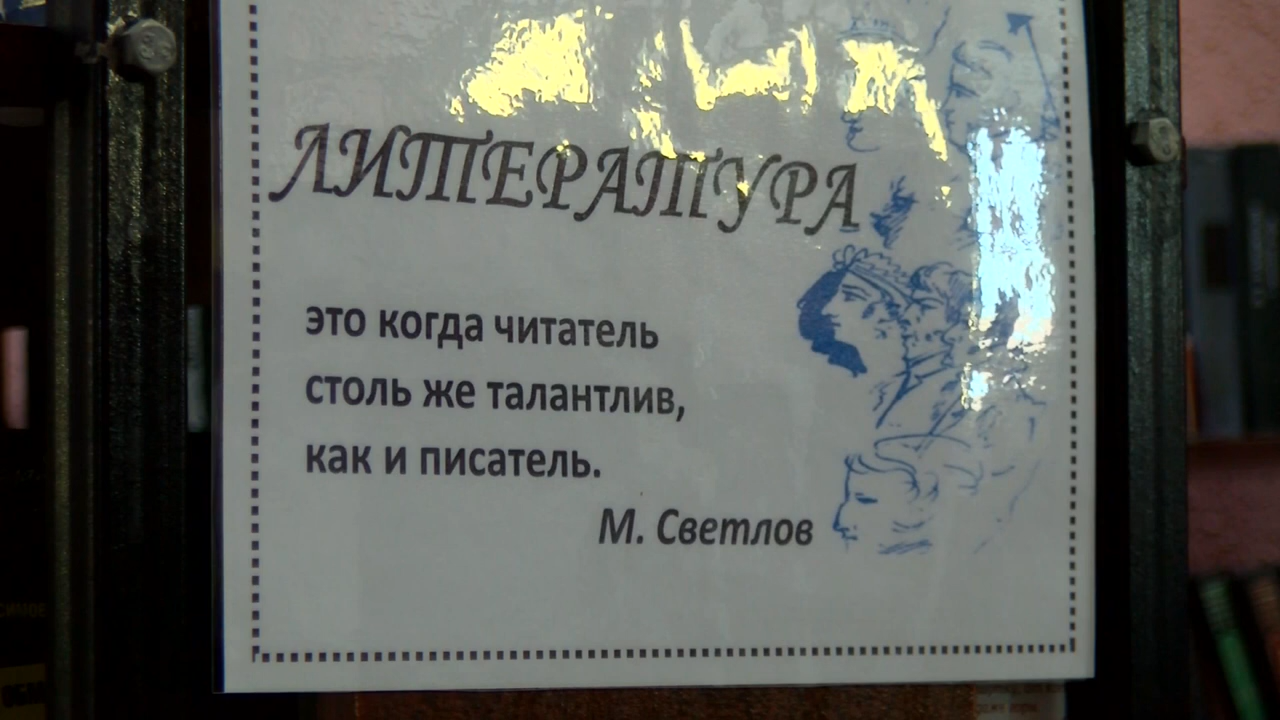 ЛИТЕРАТУРА
это когда читатель
столь же талантлив,
как и писатель.
М. Светлов